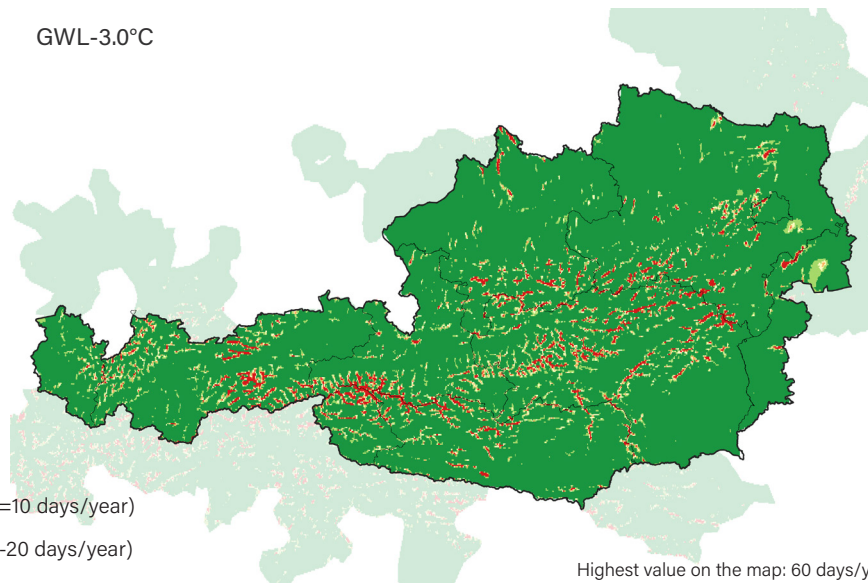 GWL-3.0°C
=10 days/year)
-20 days/year)
Highest value on the map: 60 days/y